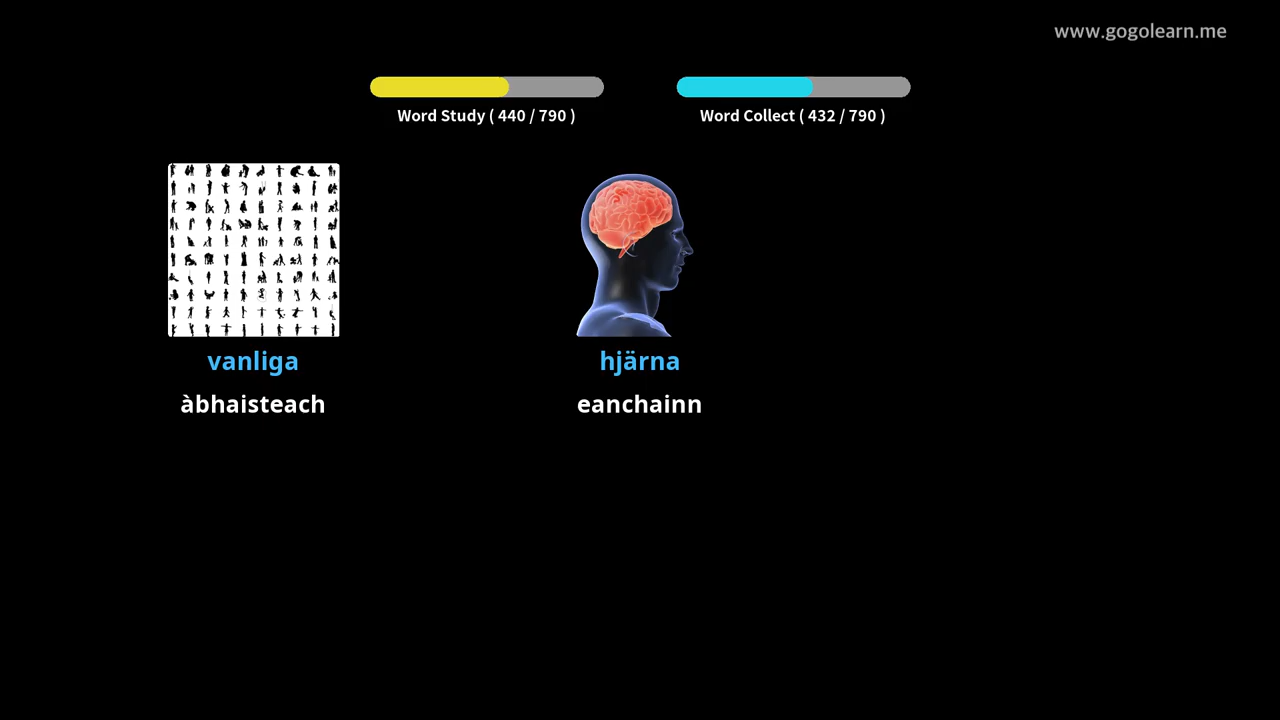 www.gogolearn.me
Word Study ( 440 / 790 )
Word Collect ( 432 / 790 )
vanliga
àbhaisteach
hjärna
eanchainn